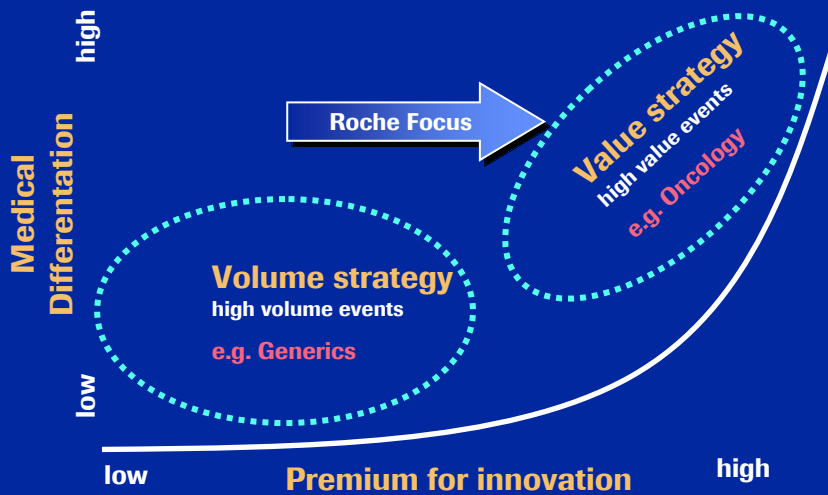 high
Medical
Differentation
low
Roche Focus
Value strategy
high value events
e.g. Oncology
Volume strategy
high volume events
e.g. Generics
low
Premium for innovation
high